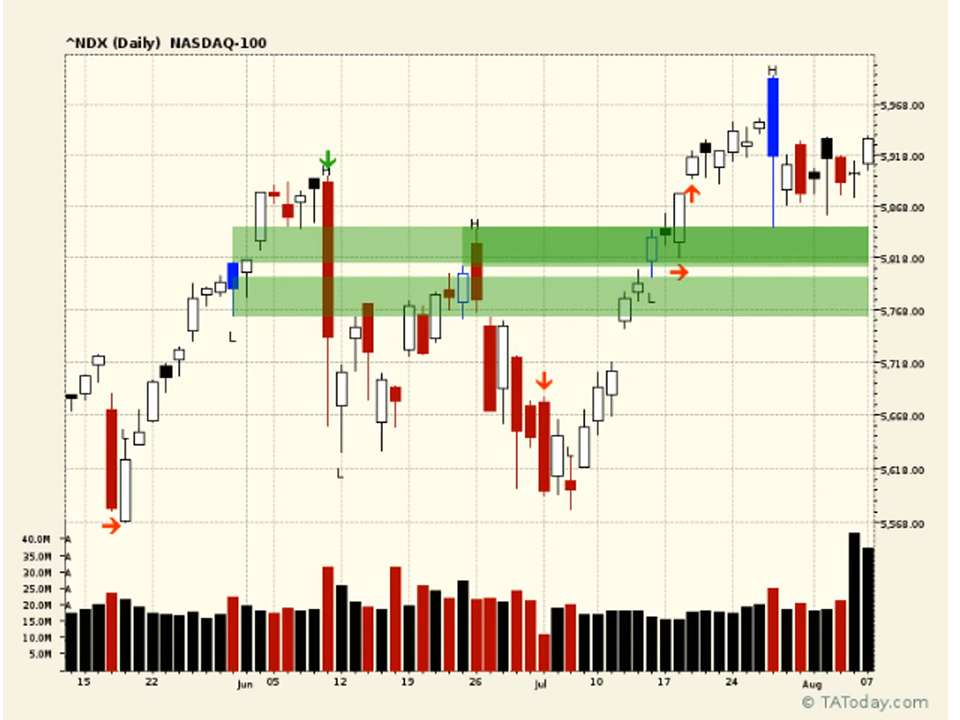 ^NDX (Daily) NASDAQ-100
H
5,968.00
5,918.00
5,868.00
5,818.00
5,768.00
5,718.00
5,668.00
5,618.00
5,568.00
H
H
L
L
L
L
L
40.0M A
35.0M A
30.0M A
25.0M A
20.0M A
15.0M
10.0M
5.0M
15 22 Jun 05 12 19 26 Jul 10 17 24 Aug 07
© TAToday.com